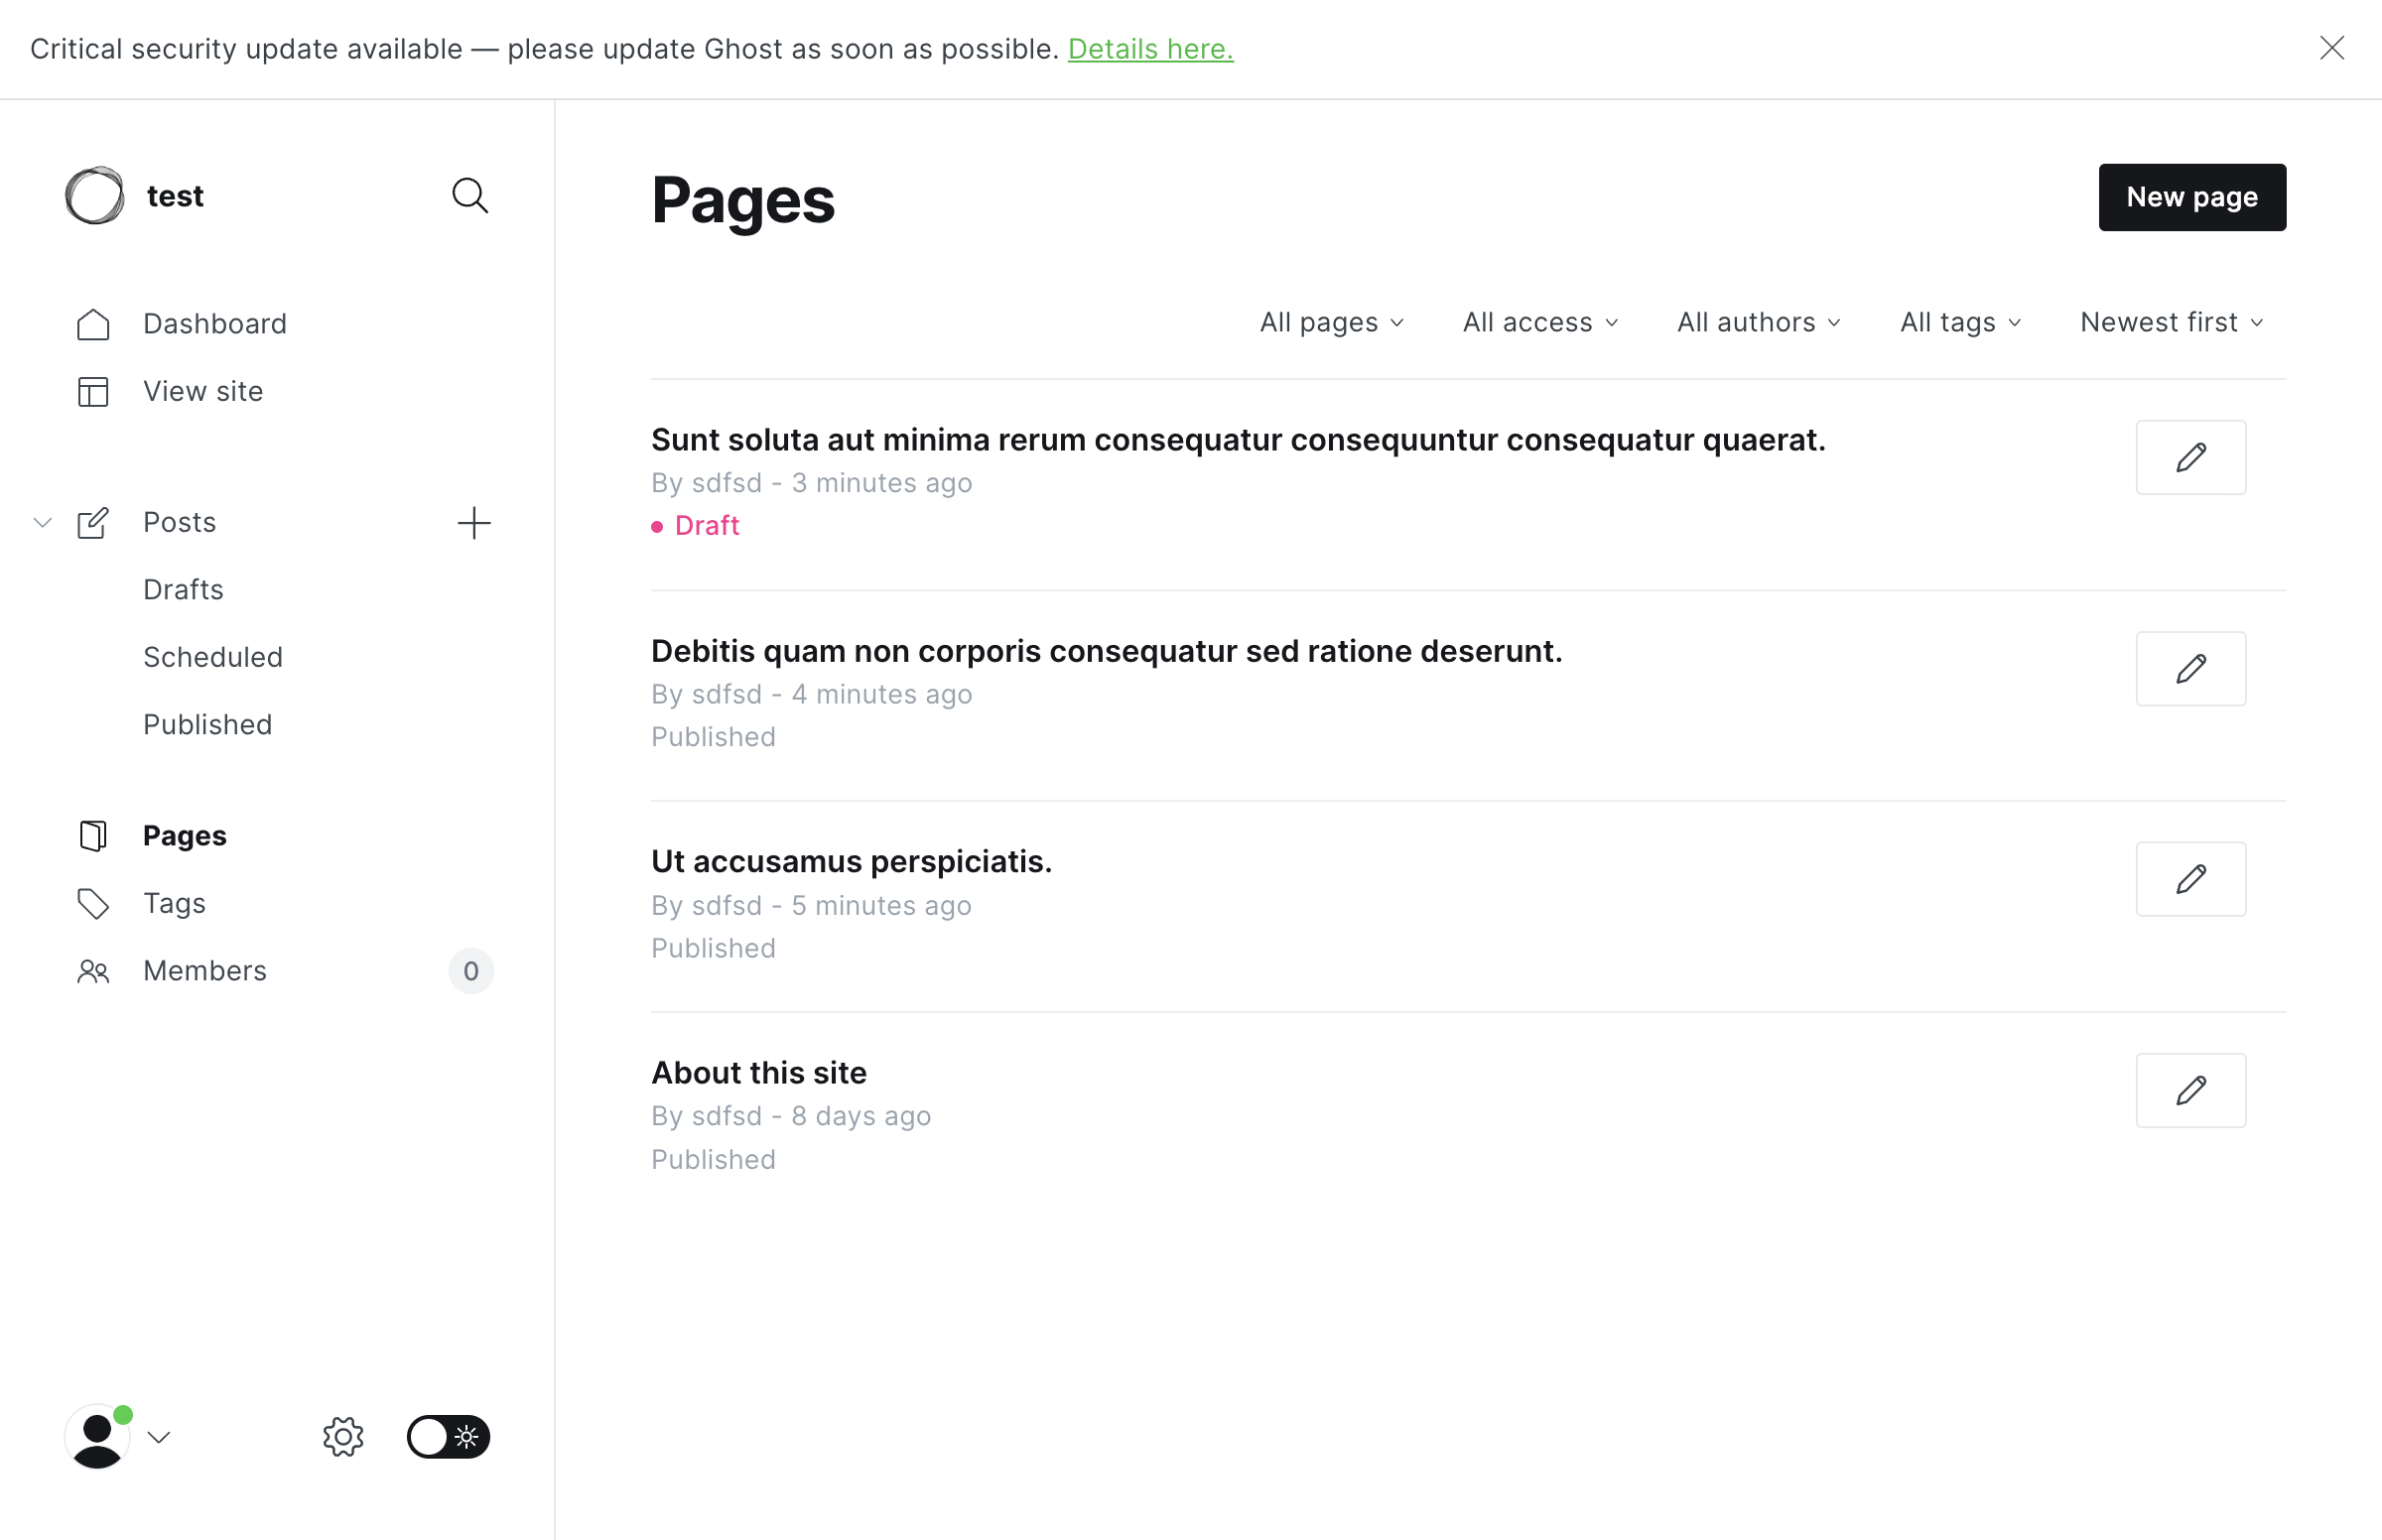 Critical security update available — please update Ghost as soon as possible. Details here.
test
Dashboard
View site
Posts
Drafts
Scheduled
Published
Pages
Tags
Members 0
Pages
New page
All pages All access All authors All tags Newest first
Sunt soluta aut minima rerum consequatur consequuntur consequatur quaerat.
By sdfsd - 3 minutes ago
Draft
Debitis quam non corporis consequatur sed ratione deserunt.
By sdfsd - 4 minutes ago
Published
Ut accusamus perspiciatis.
By sdfsd - 5 minutes ago
Published
About this site
By sdfsd - 8 days ago
Published